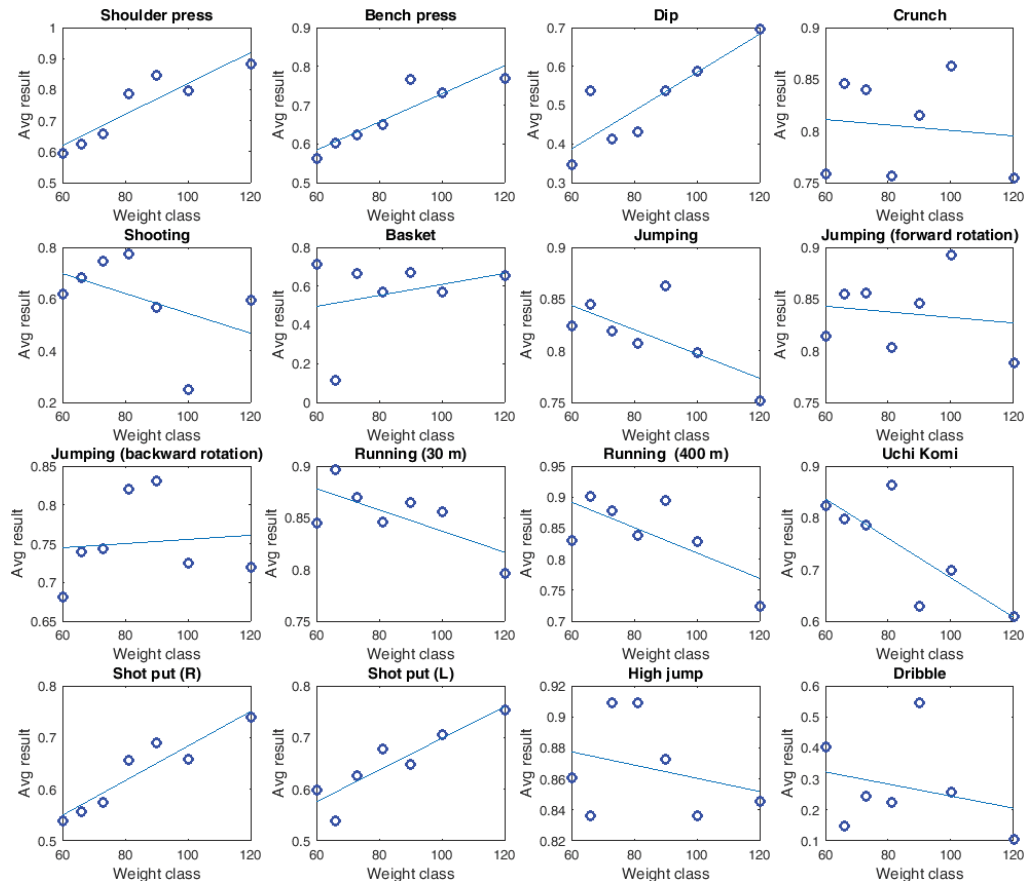 Shoulder press
Bench press
Dip
Crunch
1
0.9
0.8
0.7
0.6
0.5
Avg result
60
80
100
120
Weight class
0.9
0.8
0.7
0.6
0.5
Avg result
60
80
100
120
Weight class
0.7
0.6
0.5
0.4
0.3
Avg result
60
80
100
120
Weight class
0.9
0.85
0.8
0.75
Avg result
60
80
100
120
Weight class
Shooting
Basket
Jumping
Jumping (forward rotation)
0.8
0.6
0.4
0.2
Avg result
60
80
100
120
Weight class
0.8
0.6
0.4
0.2
0
Avg result
60
80
100
120
Weight class
0.9
0.85
0.8
0.75
Avg result
60
80
100
120
Weight class
0.9
0.85
0.8
0.75
Avg result
60
80
100
120
Weight class
Jumping (backward rotation)
Running (30 m)
Running (400 m)
Uchi Komi
0.85
0.8
0.75
0.7
0.65
Avg result
60
80
100
120
Weight class
0.9
0.85
0.8
0.75
Avg result
60
80
100
120
Weight class
0.95
0.9
0.85
0.8
0.75
0.7
Avg result
60
80
100
120
Weight class
0.9
0.8
0.7
0.6
Avg result
60
80
100
120
Weight class
Shot put (R)
Shot put (L)
High jump
Dribble
0.8
0.7
0.6
0.5
Avg result
60
80
100
120
Weight class
0.8
0.7
0.6
0.5
Avg result
60
80
100
120
Weight class
0.92
0.9
0.88
0.86
0.84
0.82
Avg result
60
80
100
120
Weight class
0.6
0.5
0.4
0.3
0.2
0.1
Avg result
60
80
100
120
Weight class